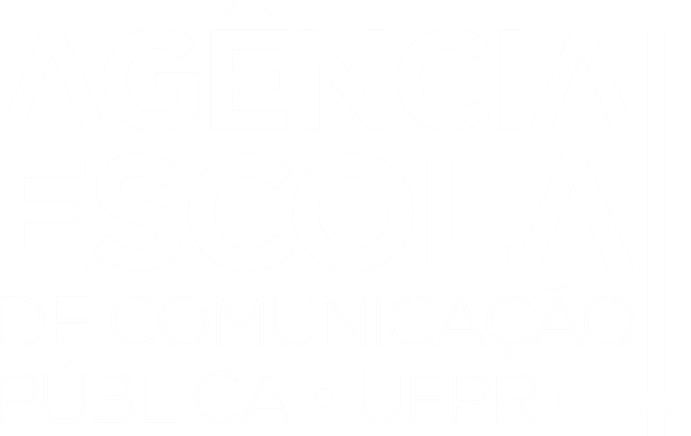 AGÊNCIA
ESCOLA
DE COMUNICAÇÃO
PÚBLICA • UFPR